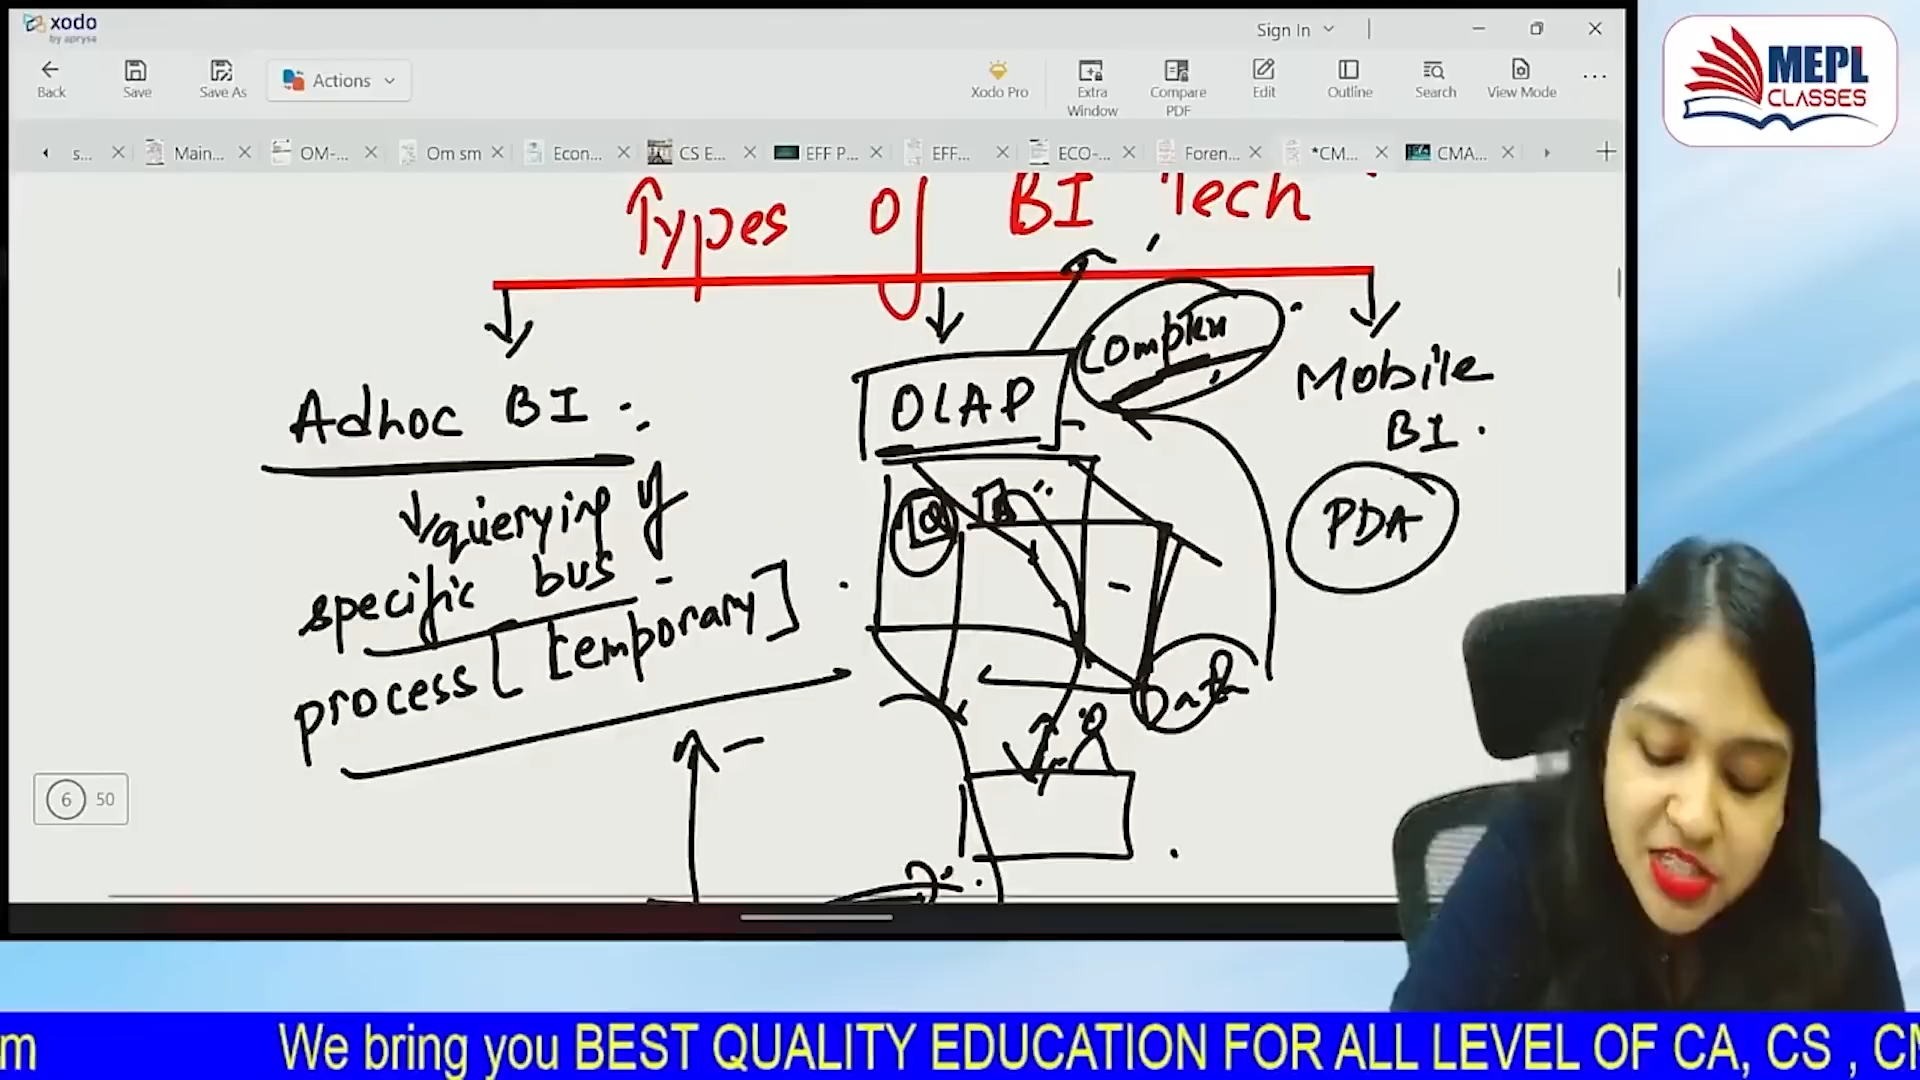 xodo
by apryse
Sign In
Back
Save
Save As
Actions
Xodo Pro
Extra Window
Compare PDF
Edit
Outline
Search
View Mode
s...
Main...
OM-...
Om sm
Econ...
CS E...
EFF P...
EFF...
ECO-...
Foren...
*CM...
CMA...
MEPL
CLASSES
Types Of BI Tech
Adhoc BI :
OLAP
Complex
Mobile
BI.
querying of
specific bus
process [temporary]
Q
PDA
Data
6 50
m We bring you BEST QUALITY EDUCATION FOR ALL LEVEL OF CA, CS , CM